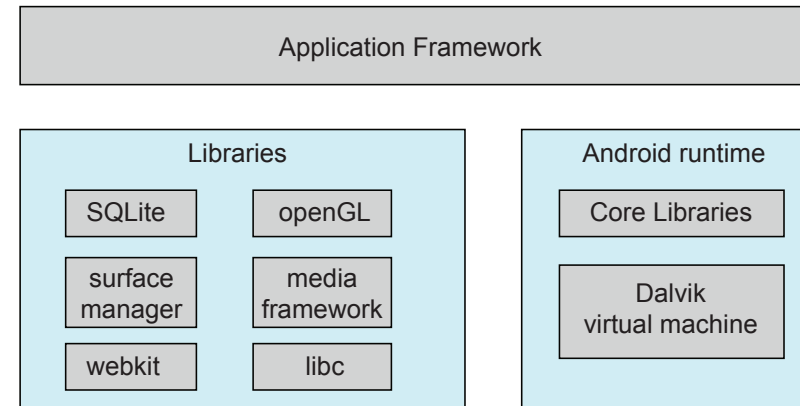 Application Framework
Libraries
SQLite
openGL
surface
manager
media
framework
webkit
libc
Android runtime
Core Libraries
Dalvik
virtual machine